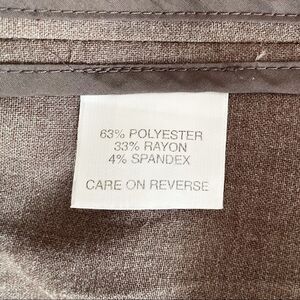 63% POLYESTER
33% RAYON
4% SPANDEX
CARE ON REVERSE